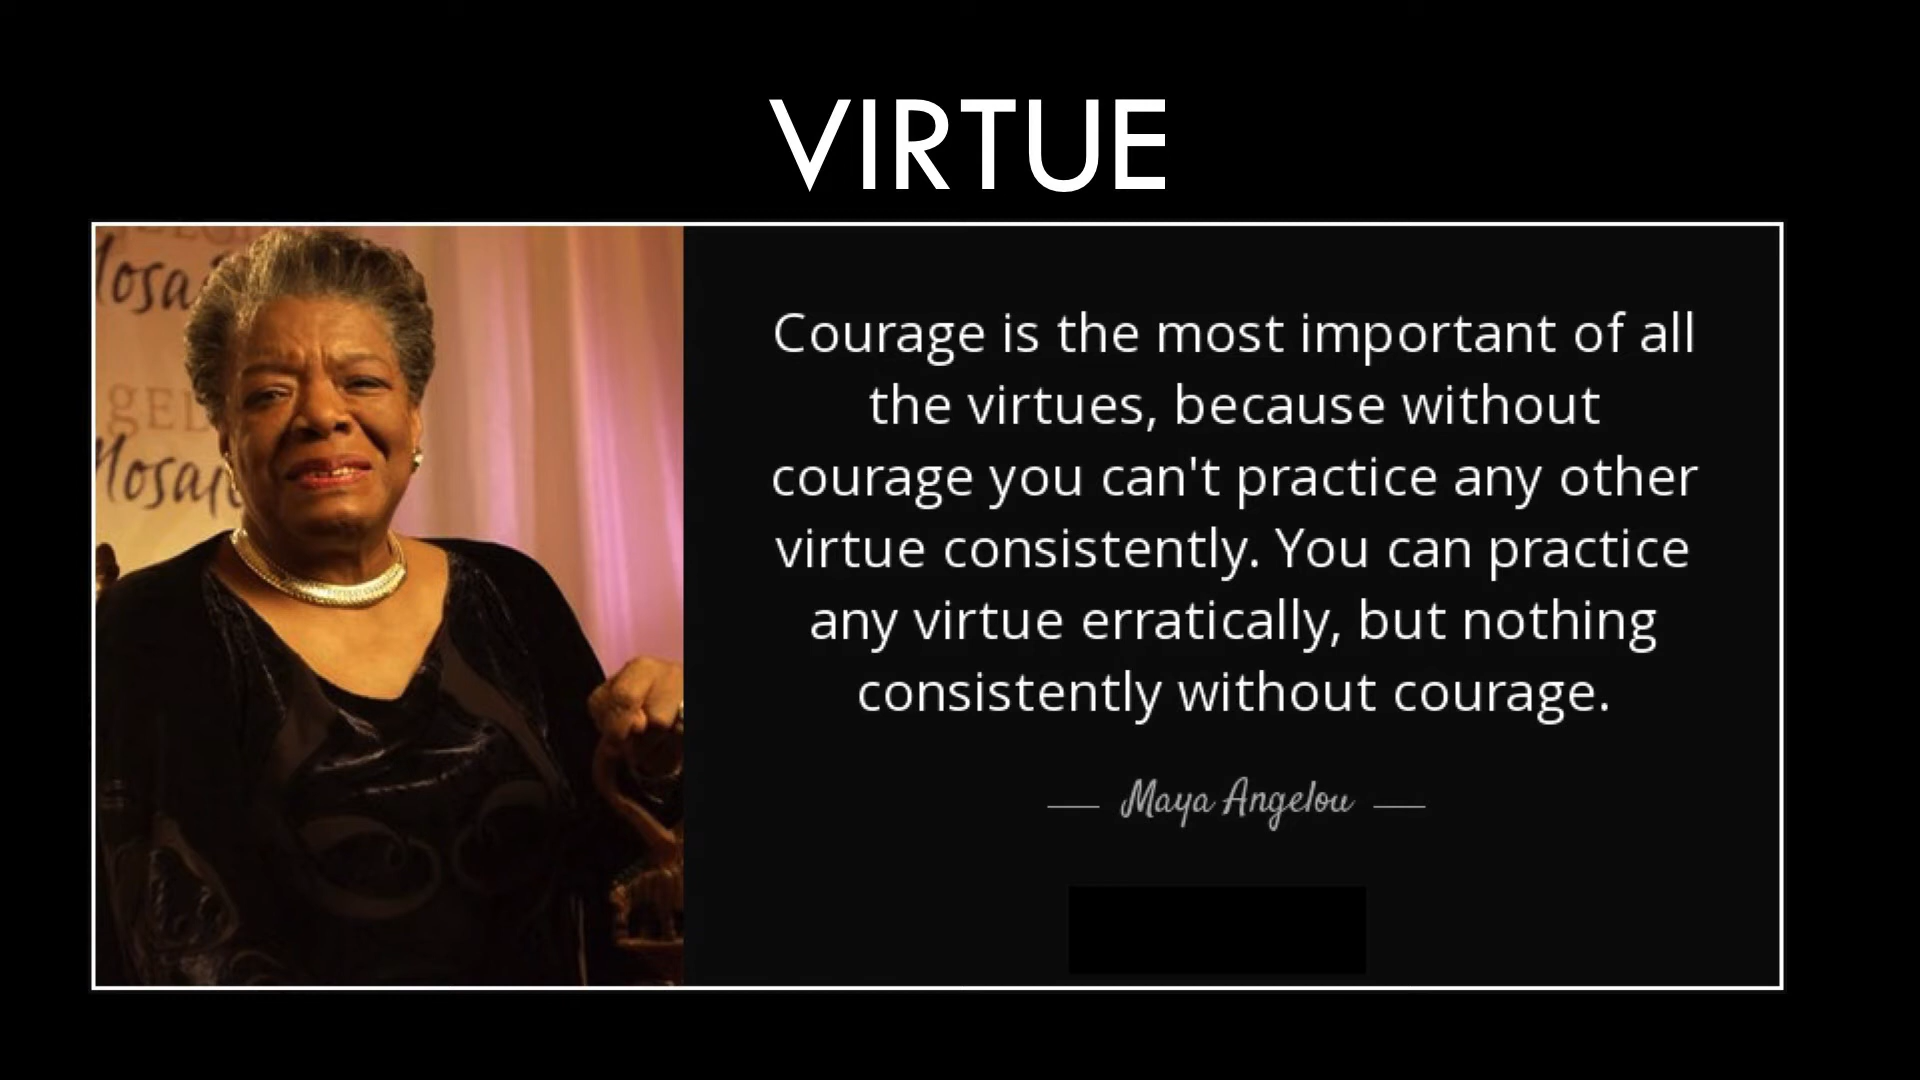 VIRTUE
Courage is the most important of all
the virtues, because without
courage you can't practice any other
virtue consistently. You can practice
any virtue erratically, but nothing
consistently without courage.
Maya Angelou